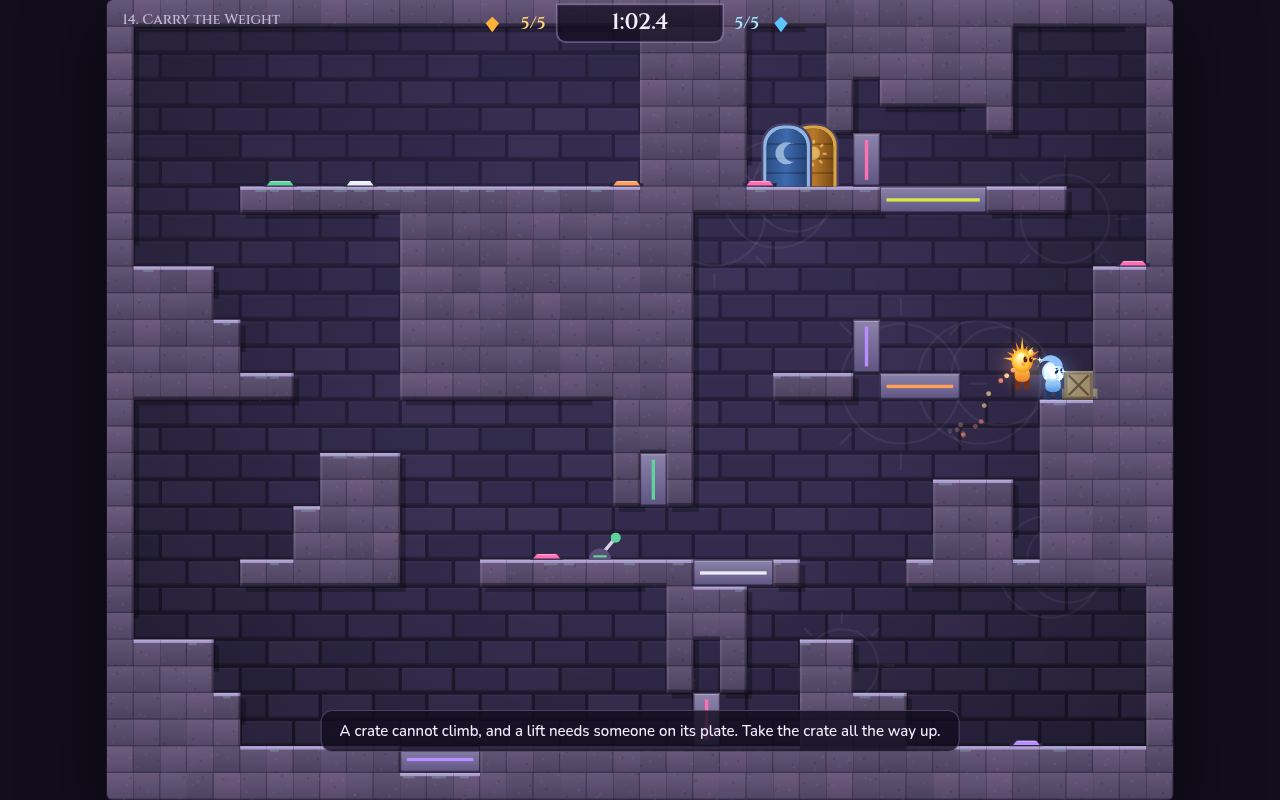 14. Carry the Weight
5/5
1:02.4
5/5
A crate cannot climb, and a lift needs someone on its plate. Take the crate all the way up.